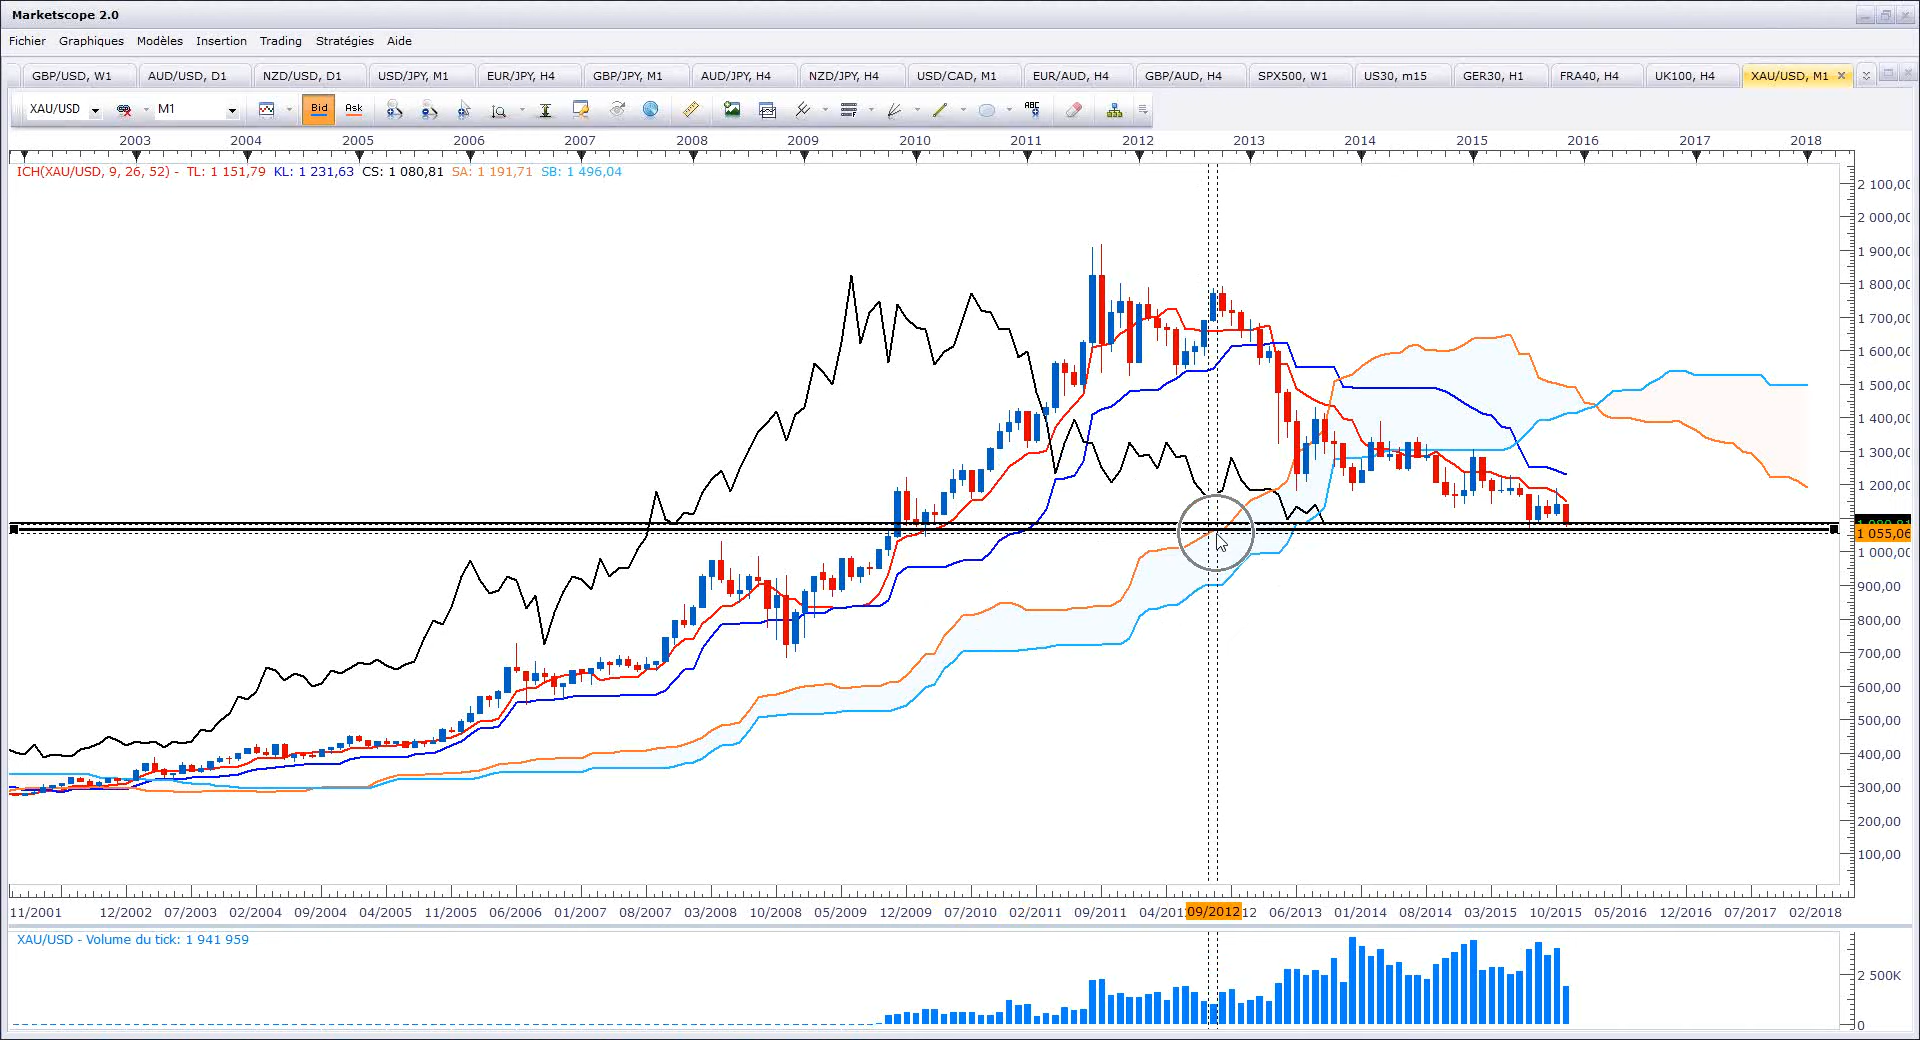 Marketscope 2.0
Fichier Graphiques Modèles Insertion Trading Stratégies Aide
GBP/USD, W1 AUD/USD, D1 NZD/USD, D1 USD/JPY, M1 EUR/JPY, H4 GBP/JPY, M1 AUD/JPY, H4 NZD/JPY, H4 USD/CAD, M1 EUR/AUD, H4 GBP/AUD, H4 SPX500, W1 US30, m15 GER30, H1 FRA40, H4 UK100, H4 XAU/USD, M1
XAU/USD M1 Bid Ask ABC
2003 2004 2005 2006 2007 2008 2009 2010 2011 2012 2013 2014 2015 2016 2017 2018
ICH(XAU/USD, 9, 26, 52) - TL: 1 151,79 KL: 1 231,63 CS: 1 080,81 SA: 1 191,71 SB: 1 496,04
2 100,00
2 000,00
1 900,00
1 800,00
1 700,00
1 600,00
1 500,00
1 400,00
1 300,00
1 200,00
1 055,06
1 000,00
900,00
800,00
700,00
600,00
500,00
400,00
300,00
200,00
100,00
11/2001 12/2002 07/2003 02/2004 09/2004 04/2005 11/2005 06/2006 01/2007 08/2007 03/2008 10/2008 05/2009 12/2009 07/2010 02/2011 09/2011 04/201 09/2012 12 06/2013 01/2014 08/2014 03/2015 10/2015 05/2016 12/2016 07/2017 02/2018
XAU/USD - Volume du tick: 1 941 959
2 500K
0